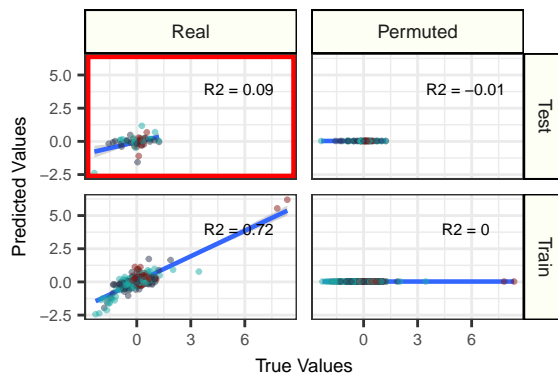 Real
Permuted
Predicted Values
5.0
2.5
0.0
−2.5
R2 = 0.09
R2 = −0.01
Test
5.0
2.5
0.0
−2.5
R2 = 0.72
R2 = 0
Train
0
3
6
0
3
6
True Values